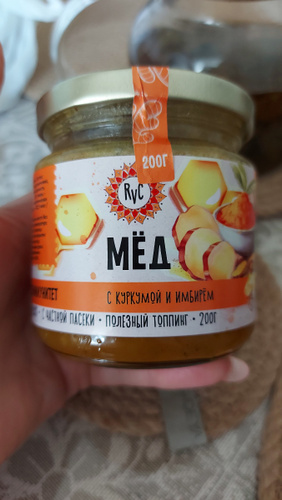 200Г
RyC
МЁД
С КУРКУМОЙ И ИМБИРЁМ
С ЧАСТНОЙ ПАСЕКИ • ПОЛЕЗНЫЙ ТОППИНГ • 200Г